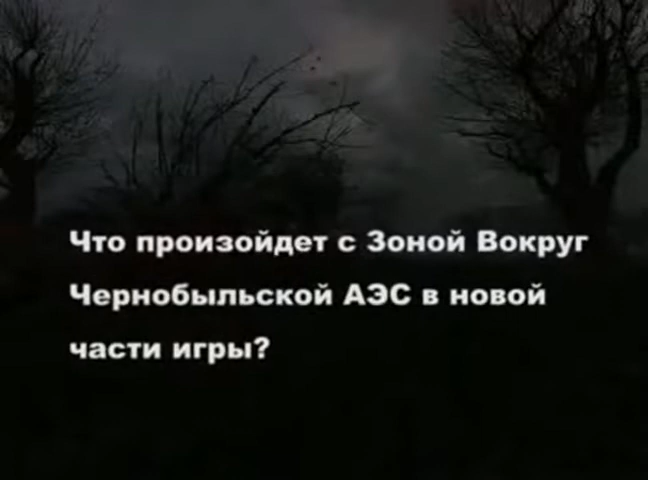 Что произойдет с Зоной Вокруг
Чернобыльской АЭС в новой
части игры?